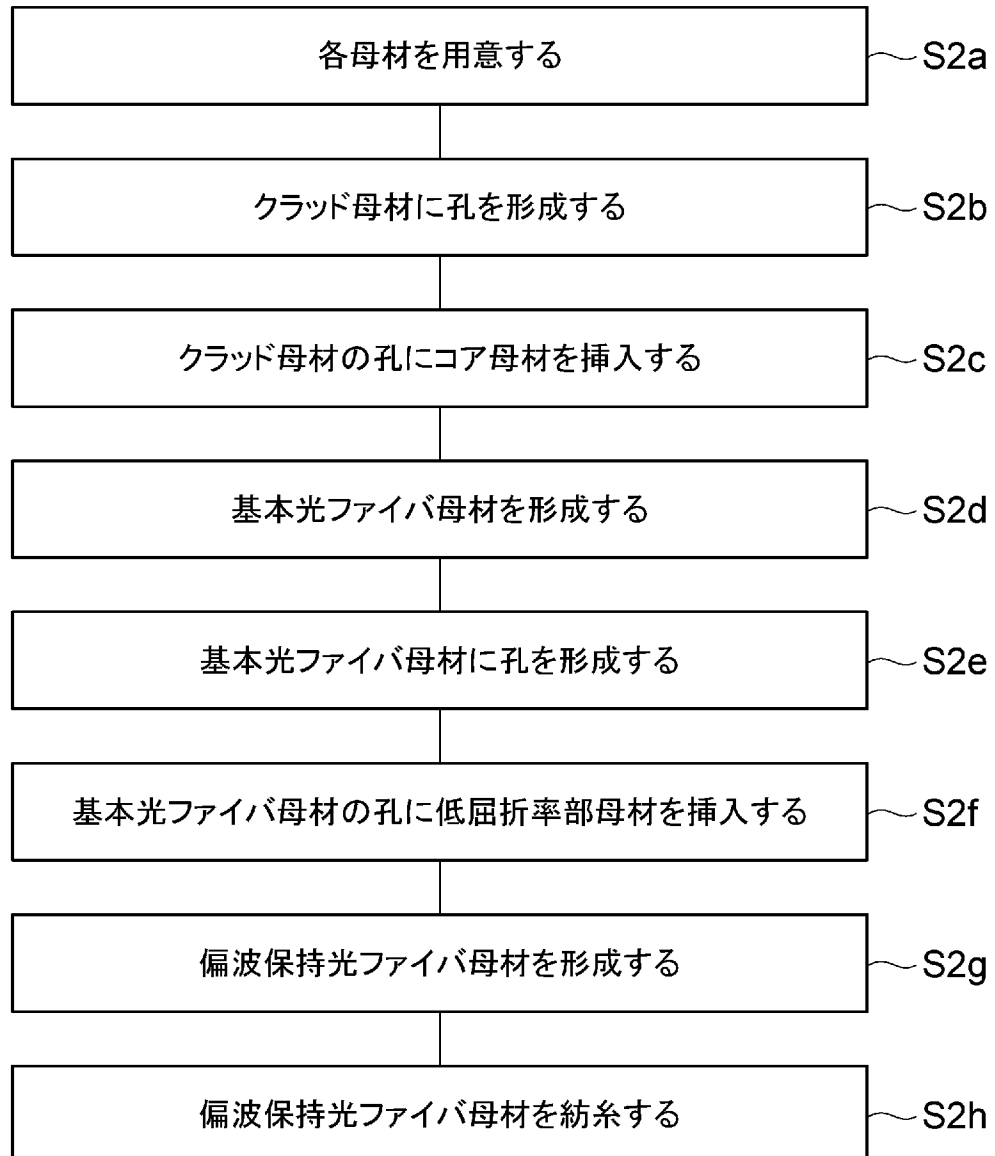 各母材を用意する
S2a
クラッド母材に孔を形成する
S2b
クラッド母材の孔にコア母材を挿入する
S2c
基本光ファイバ母材を形成する
S2d
基本光ファイバ母材に孔を形成する
S2e
基本光ファイバ母材の孔に低屈折率部母材を挿入する
S2f
偏波保持光ファイバ母材を形成する
S2g
偏波保持光ファイバ母材を紡糸する
S2h